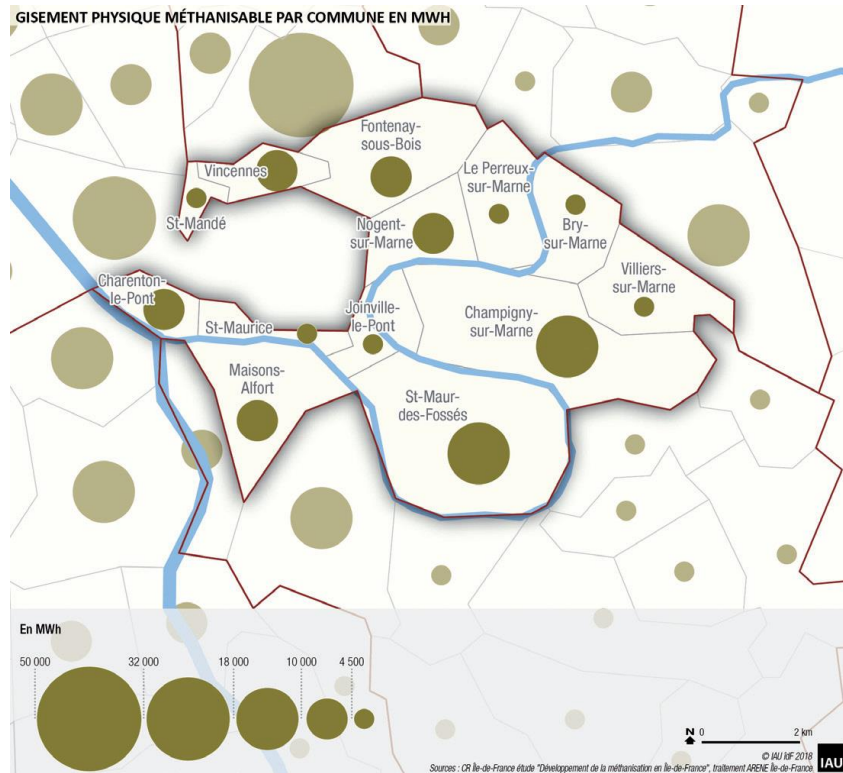 GISEMENT PHYSIQUE MÉTHANISABLE PAR COMMUNE EN MWH
Fontenay-
sous-Bois
Vincennes
Le Perreux-
sur-Marne
St-Mandé
Nogent-
sur-Marne
Bry-
sur-Marne
Villiers-
sur-Marne
Charenton-
le-Pont
St-Maurice
Joinville-
le-Pont
Champigny-
sur-Marne
Maisons-
Alfort
St-Maur-
des-Fossés
En MWh
50 000
32 000
18 000
10 000
4 500
N
0
2 km
© IAU îdF 2018
Sources : CR Île-de-France étude "Développement de la méthanisation en Île-de-France", traitement ARENE Île-de-France.
IAU